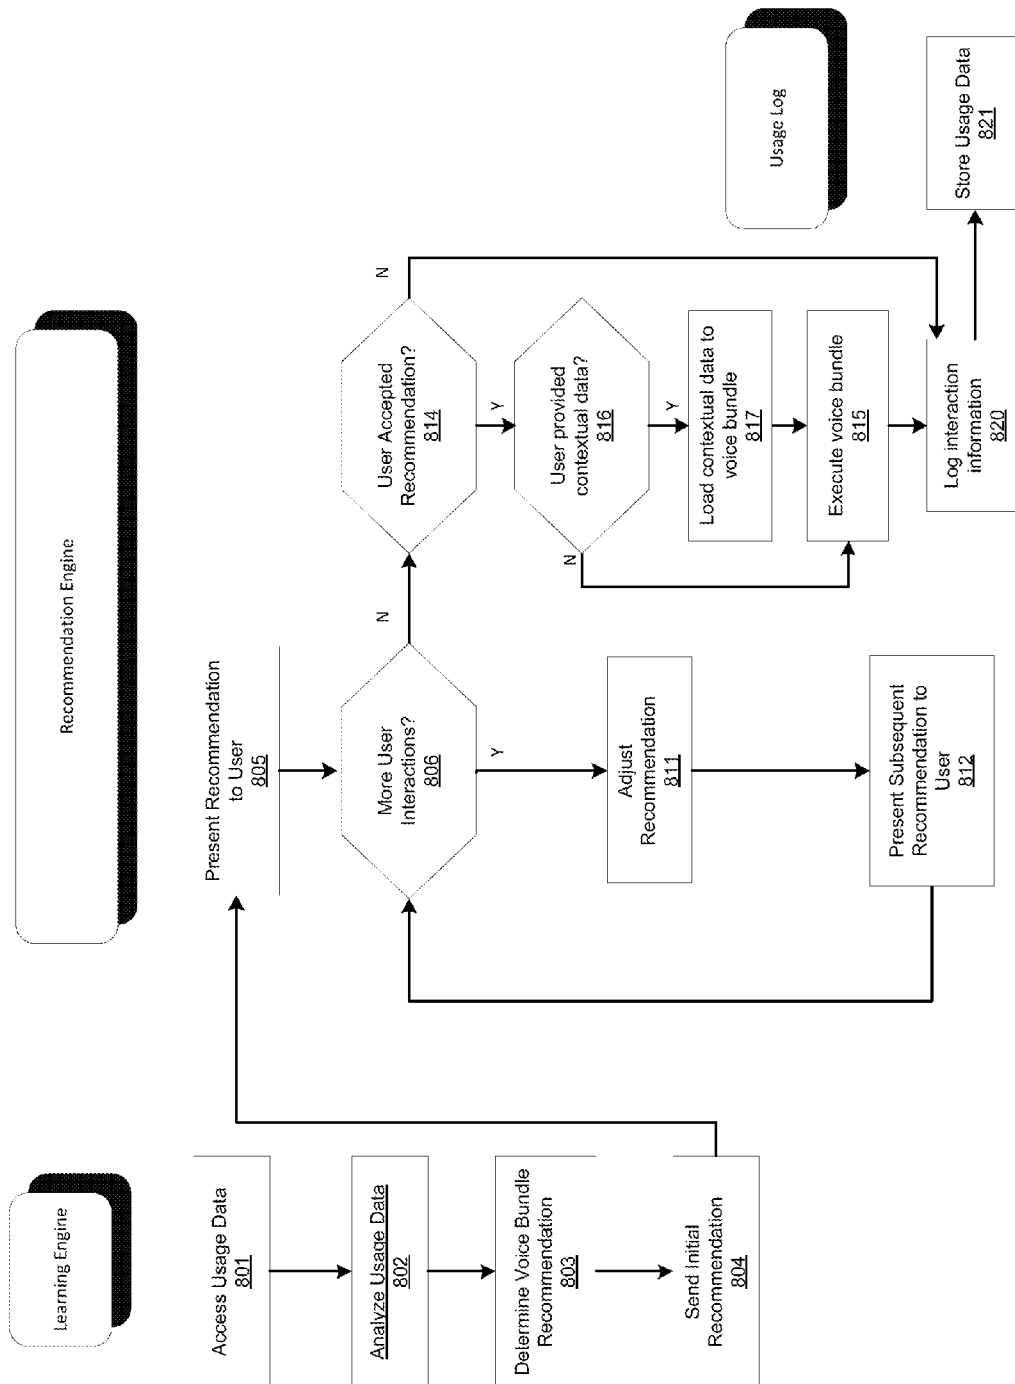 Learning Engine
Recommendation Engine
Usage Log
Access Usage Data
801
Analyze Usage Data
802
Determine Voice Bundle
Recommendation
803
Send Initial
Recommendation
804
Present Recommendation
to User
805
More User
Interactions?
806
N
Y
Adjust
Recommendation
811
Present Subsequent
Recommendation to
User
812
User Accepted
Recommendation?
814
N
Y
User provided
contextual data?
816
N
Y
Load contextual data to
voice bundle
817
Execute voice bundle
815
Log interaction
information
820
Store Usage Data
821